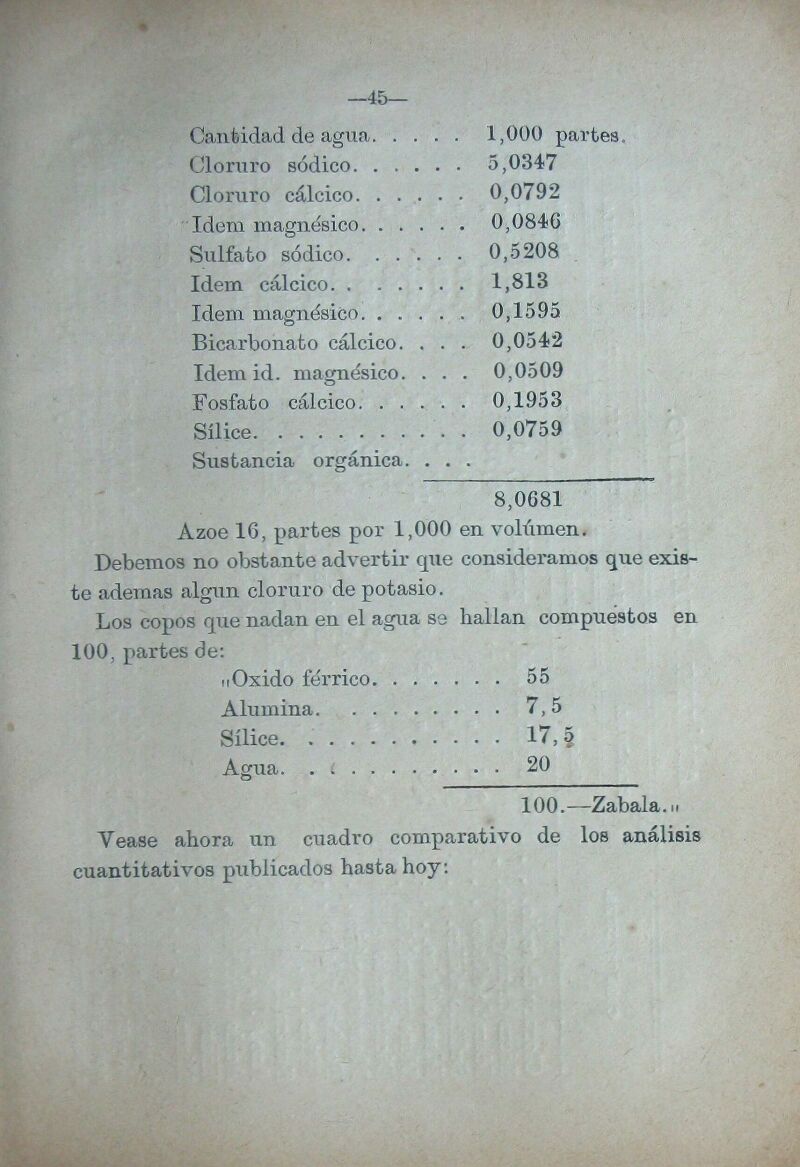 —45—
Cantidad de agua. . . . . 1,000 partes.
Cloruro sódico. . . . . . 5,0347
Cloruro cálcico. . . . . . 0,0792
Idem magnésico. . . . . . 0,0846
Sulfato sódico. . . . . . 0,5208
Idem cálcico. . . . . . . 1,813
Idem magnésico. . . . . . 0,1595
Bicarbonato cálcico. . . . 0,0542
Idem id. magnésico. . . . 0,0509
Fosfato cálcico. . . . . . 0,1953
Sílice. . . . . . . . . . . 0,0759
Sustancia orgánica. . . .
8,0681
Azoe 16, partes por 1,000 en volúmen.
Debemos no obstante advertir que consideramos que exis-
te ademas algun cloruro de potasio.
Los copos que nadan en el agua se hallan compuestos en
100, partes de:
"Oxido férrico. . . . . . . 55
Alumina. . . . . . . . . 7,5
Sílice. . . . . . . . . . . 17,5
Agua. . . . . . . . . . . 20
100.—Zabala."
Vease ahora un cuadro comparativo de los análisis
cuantitativos publicados hasta hoy: